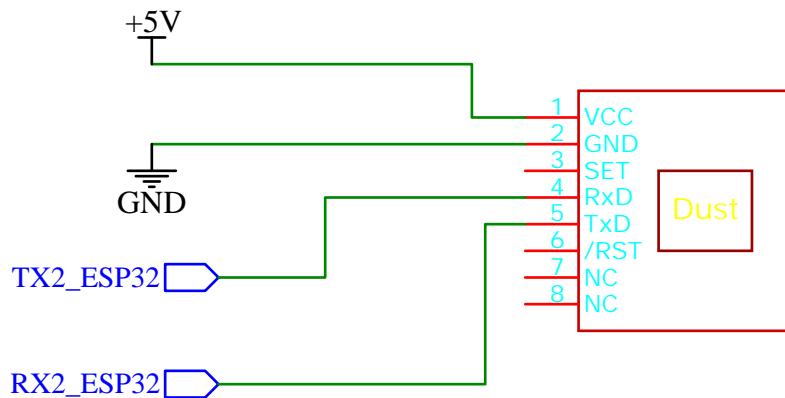 +5V
1 VCC
2 GND
3 SET
GND
4 RxD
Dust
5 TxD
6 /RST
TX2_ESP32
7 NC
8 NC
RX2_ESP32